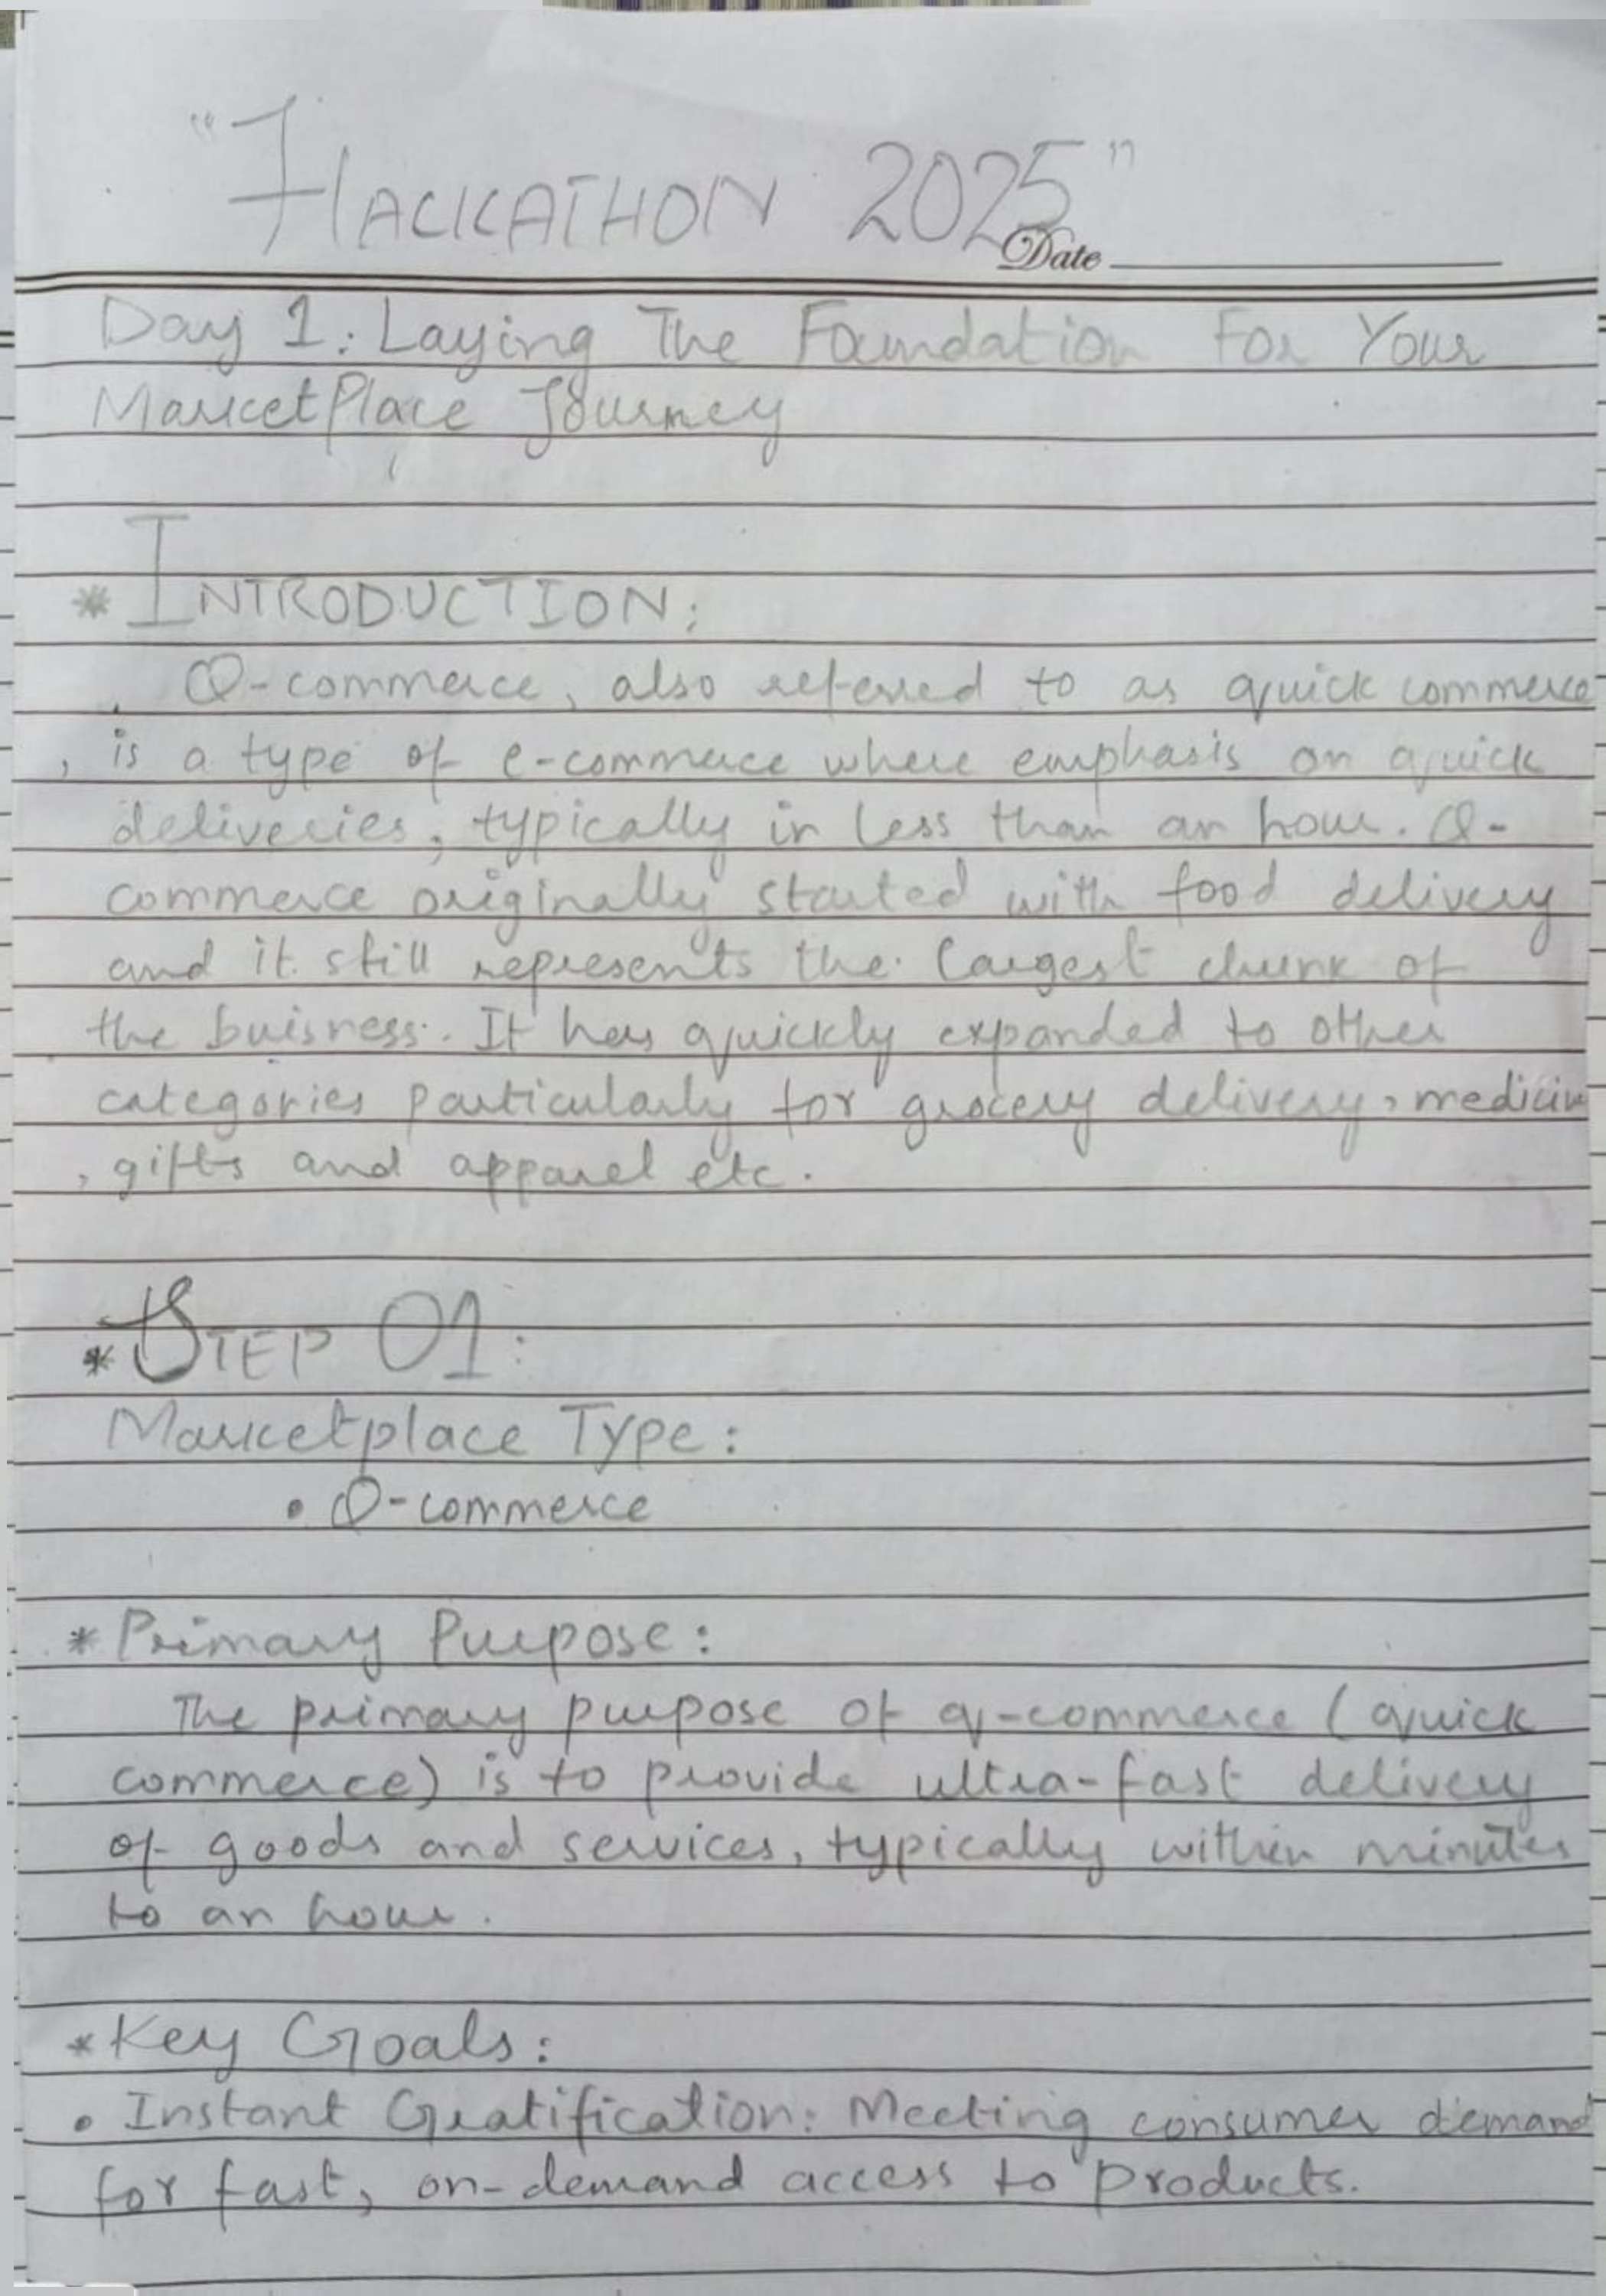 "HACKATHON 2025"
Date
Day 1: Laying The Foundation For Your
MarketPlace Journey
* INTRODUCTION:
Q-commerce, also referred to as quick commerce
, is a type of e-commerce where emphasis on quick
deliveries, typically in less than an hour. Q-
commerce originally started with food delivery
and it still represents the largest chunk of
the buisness. It has quickly expanded to other
categories particularly for grocery delivery, medicin
, gifts and apparel etc.
* STEP 01:
Marketplace Type:
• Q-commerce
* Primary Purpose:
The primary purpose of q-commerce (quick
commerce) is to provide ultra-fast delivery
of goods and services, typically within minutes
to an hour.
* Key Goals:
• Instant Gratification: Meeting consumer demand
for fast, on-demand access to products.